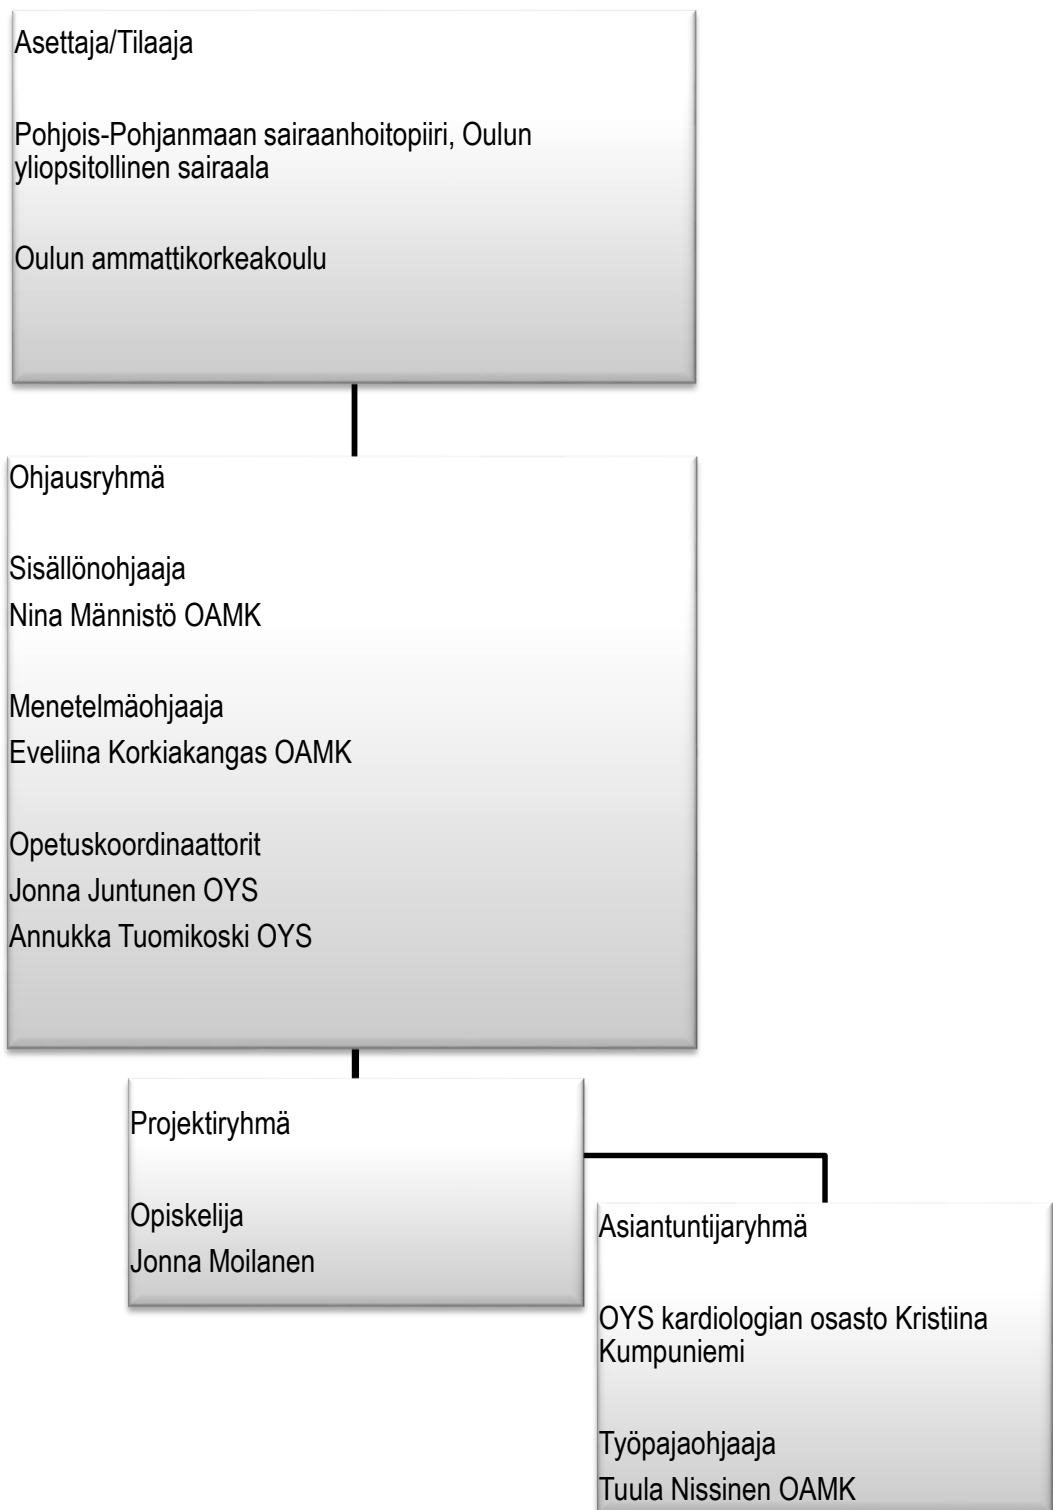 Asettaja/Tilaaja
Pohjois-Pohjanmaan sairaanhoitopiiri, Oulun
yliopsitollinen sairaala
Oulun ammattikorkeakoulu
Ohjausryhmä
Sisällönohjaaja
Nina Männistö OAMK
Menetelmäohjaaja
Eveliina Korkiakangas OAMK
Opetuskoordinaattorit
Jonna Juntunen OYS
Annukka Tuomikoski OYS
Projektiryhmä
Opiskelija
Jonna Moilanen
Asiantuntijaryhmä
OYS kardiologian osasto Kristiina
Kumpuniemi
Työpajaohjaaja
Tuula Nissinen OAMK